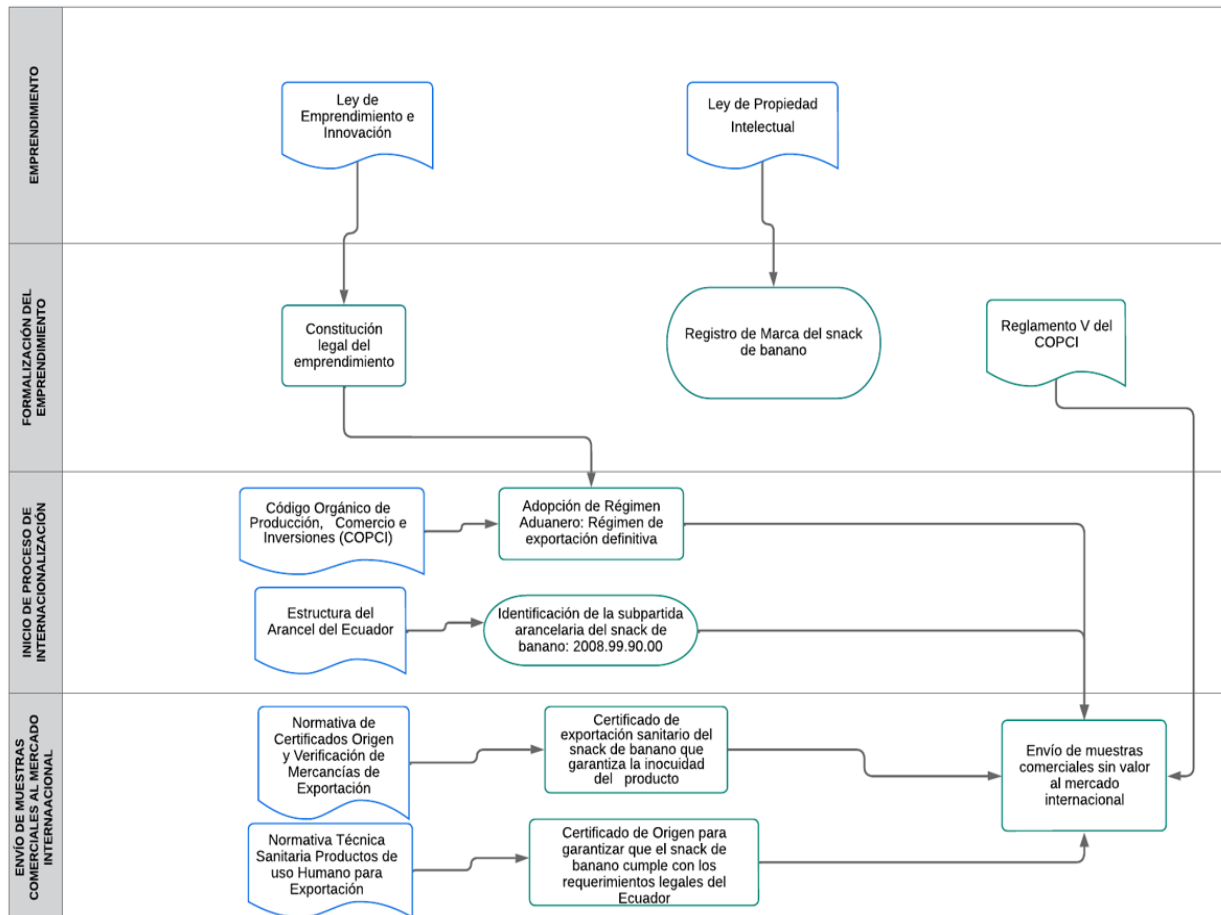 EMPRENDIMIENTO
Ley de
Emprendimiento e
Innovación
Ley de Propiedad
Intelectual
FORMALIZACIÓN DEL
EMPRENDIMIENTO
Constitución
legal del
emprendimiento
Registro de Marca del snack
de banano
Reglamento V del
COPCI
INICIO DE PROCESO DE
INTERNACIONALIZACIÓN
Código Orgánico de
Producción, Comercio e
Inversiones (COPCI)
Adopción de Régimen
Aduanero: Régimen de
exportación definitiva
Estructura del
Arancel del Ecuador
Identificación de la subpartida
arancelaria del snack de
banano: 2008.99.90.00
ENVÍO DE MUESTRAS
COMERCIALES AL MERCADO
INTERNAACIONAL
Normativa de
Certificados Origen
y Verificación de
Mercancías de
Exportación
Certificado de
exportación sanitario del
snack de banano que
garantiza la inocuidad
del producto
Envío de muestras
comerciales sin valor
al mercado
internacional
Normativa Técnica
Sanitaria Productos de
uso Humano para
Exportación
Certificado de Origen para
garantizar que el snack de
banano cumple con los
requerimientos legales del
Ecuador